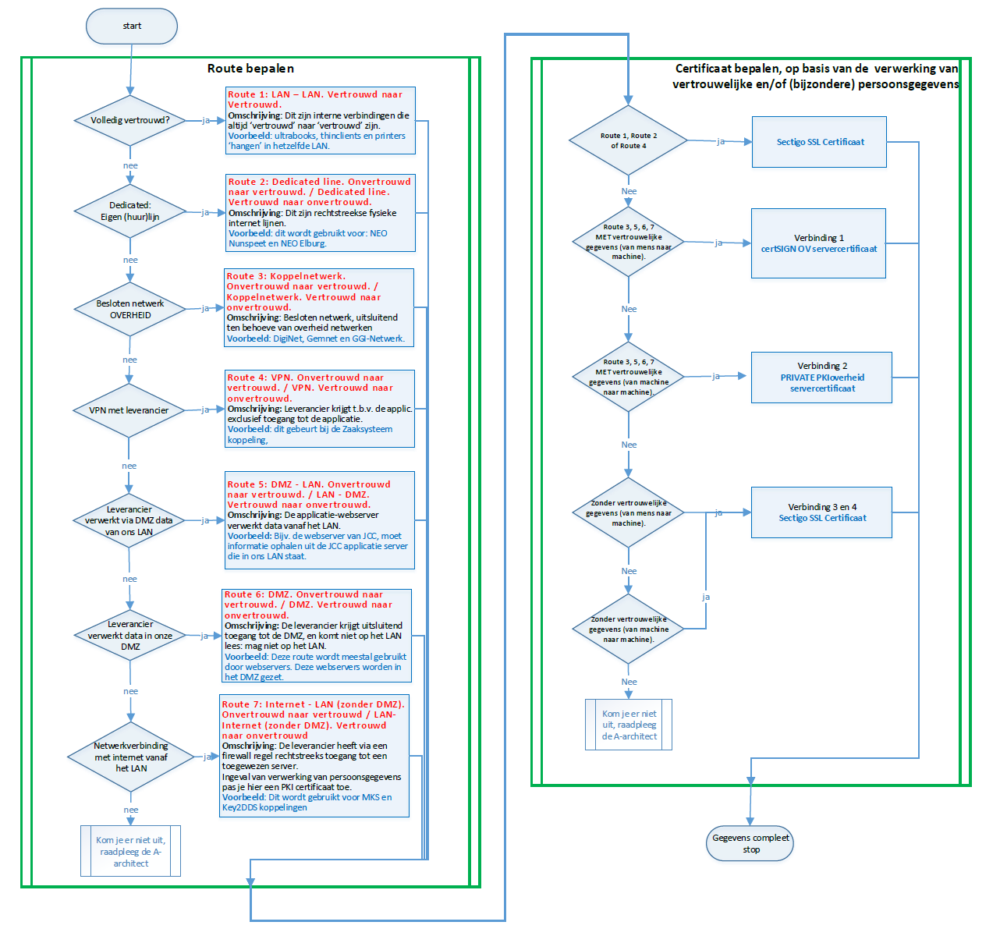 start
Route bepalen
Volledig vertrouwd?
ja
Route 1: LAN – LAN. Vertrouwd naar
Vertrouwd.
Omschrijving: Dit zijn interne verbindingen die
altijd ‘vertrouwd’ naar ‘vertrouwd’ zijn.
Voorbeeld: ultrabooks, thinclients en printers
‘hangen’ in hetzelfde LAN.
nee
Dedicated:
Eigen (huur)lijn
ja
Route 2: Dedicated line. Onvertrouwd
naar vertrouwd. / Dedicated line.
Vertrouwd naar onvertrouwd.
Omschrijving: Dit zijn rechtstreekse fysieke
internet lijnen.
Voorbeeld: dit wordt gebruikt voor: NEO
Nunspeet en NEO Elburg.
nee
Besloten netwerk
OVERHEID
ja
Route 3: Koppelnetwerk.
Onvertrouwd naar vertrouwd. /
Koppelnetwerk. Vertrouwd naar
onvertrouwd.
Omschrijving: Besloten netwerk, uitsluitend
ten behoeve van overheid netwerken
Voorbeeld: DigiNet, Gemnet en GGI-Netwerk.
nee
VPN met leverancier
ja
Route 4: VPN. Onvertrouwd naar
vertrouwd. / VPN. Vertrouwd naar
onvertrouwd.
Omschrijving: Leverancier krijgt t.b.v. de applic.
exclusief toegang tot de applicatie.
Voorbeeld: dit gebeurt bij de Zaaksysteem
koppeling,
nee
Leverancier
verwerkt via DMZ data
van ons LAN
ja
Route 5: DMZ - LAN. Onvertrouwd
naar vertrouwd. / LAN - DMZ.
Vertrouwd naar onvertrouwd.
Omschrijving: De applicatie-webserver
verwerkt data vanaf het LAN.
Voorbeeld: Bijv. de webserver van JCC, moet
informatie ophalen uit de JCC applicatie server
die in ons LAN staat.
nee
Leverancier
verwerkt data in onze
DMZ
ja
Route 6: DMZ. Onvertrouwd naar
vertrouwd. / DMZ. Vertrouwd naar
onvertrouwd.
Omschrijving: De leverancier krijgt uitsluitend
toegang tot de DMZ, en komt niet op het LAN
lees: mag niet op het LAN.
Voorbeeld: Deze route wordt meestal gebruikt
door webservers. Deze webservers worden in
het DMZ gezet.
nee
Netwerkverbinding
met internet vanaf
het LAN
ja
Route 7: Internet - LAN (zonder DMZ).
Onvertrouwd naar vertrouwd / LAN-
Internet (zonder DMZ). Vertrouwd
naar onvertrouwd
Omschrijving: De leverancier heeft via een
firewall regel rechtstreeks toegang tot een
toegewezen server.
Ingeval van verwerking van persoonsgegevens
pas je hier een PKI certificaat toe.
Voorbeeld: Dit wordt gebruikt voor MKS en
Key2DDS koppelingen
nee
Kom je er niet uit,
raadpleeg de A-
architect
Certificaat bepalen, op basis van de verwerking van
vertrouwelijke en/of (bijzondere) persoonsgegevens
Route 1, Route 2
of Route 4
ja
Sectigo SSL Certificaat
Nee
Route 3, 5, 6, 7
MET vertrouwelijke
gegevens (van mens naar
machine).
ja
Verbinding 1
certSIGN OV servercertificaat
Nee
Route 3, 5, 6, 7
MET vertrouwelijke
gegevens (van machine
naar machine).
ja
Verbinding 2
PRIVATE PKIoverheid
servercertificaat
Nee
Zonder vertrouwelijke
gegevens (van mens naar
machine).
ja
Verbinding 3 en 4
Sectigo SSL Certificaat
Nee
Zonder vertrouwelijke
gegevens (van machine
naar machine).
ja
Nee
Kom je er niet
uit, raadpleeg
de A-architect
Gegevens compleet
stop